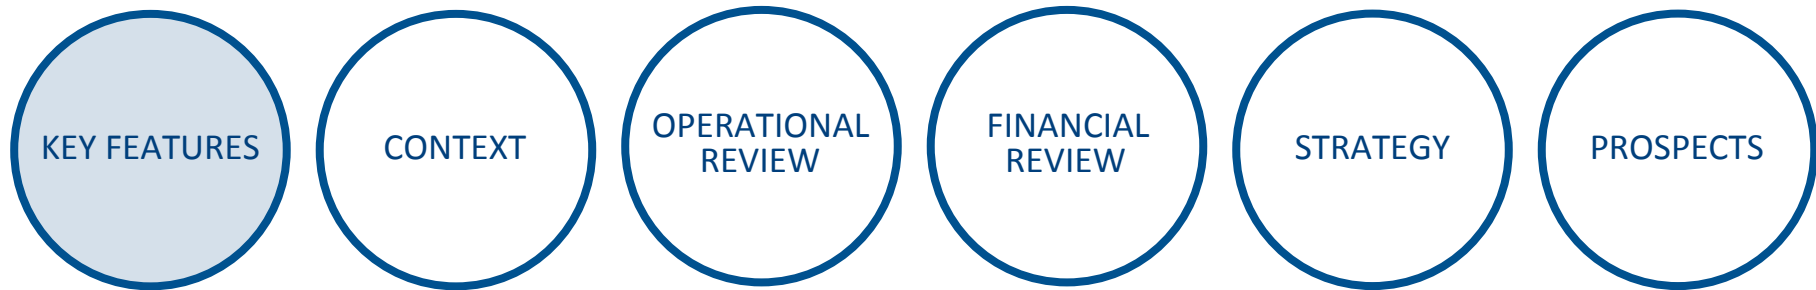 KEY FEATURES
CONTEXT
OPERATIONAL
REVIEW
FINANCIAL
REVIEW
STRATEGY
PROSPECTS